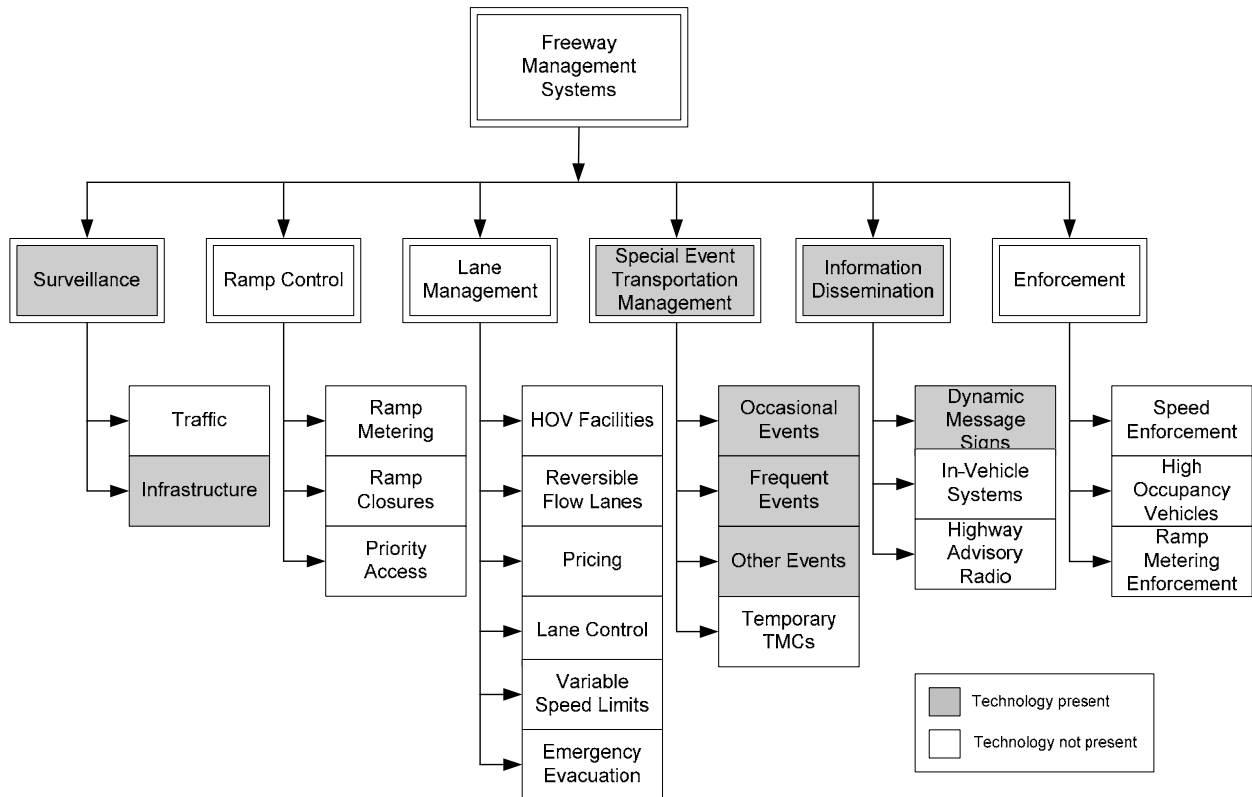 Freeway
Management
Systems
Surveillance
Ramp Control
Lane
Management
Special Event
Transportation
Management
Information
Dissemination
Enforcement
Traffic
Infrastructure
Ramp
Metering
Ramp
Closures
Priority
Access
HOV Facilities
Reversible
Flow Lanes
Pricing
Lane Control
Variable
Speed Limits
Emergency
Evacuation
Occasional
Events
Frequent
Events
Other Events
Temporary
TMCs
Dynamic
Message
Signs
In-Vehicle
Systems
Highway
Advisory
Radio
Speed
Enforcement
High
Occupancy
Vehicles
Ramp
Metering
Enforcement
Technology present
Technology not present